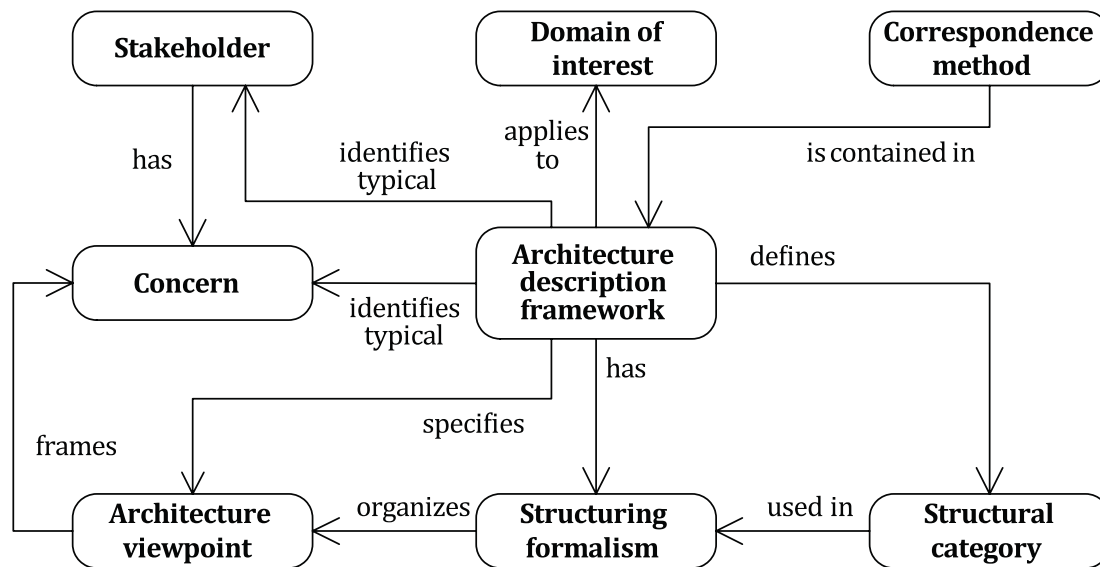 Stakeholder
Domain of
interest
Correspondence
method
has
identifies
typical
applies
to
is contained in
Concern
Architecture
description
framework
defines
identifies
typical
has
specifies
frames
Architecture
viewpoint
organizes
Structuring
formalism
used in
Structural
category